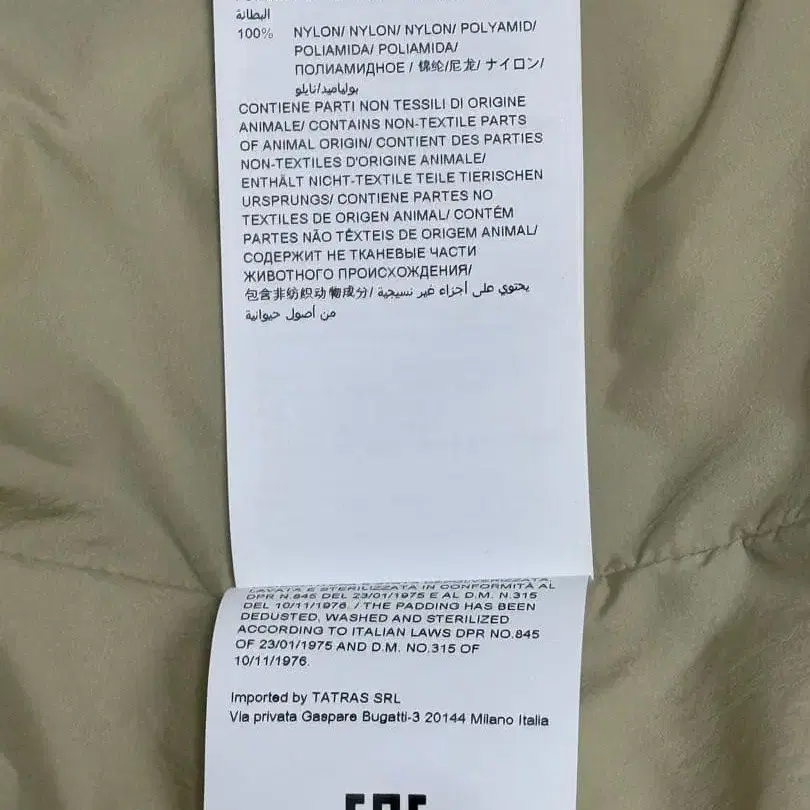 البطانة
100% NYLON/ NYLON/ NYLON/ POLYAMID/
POLIAMIDA/ POLIAMIDA/
ПОЛИАМИДНОЕ / 锦纶/尼龙/ ナイロン/
بولياميد/نايلو
CONTIENE PARTI NON TESSILI DI ORIGINE
ANIMALE/ CONTAINS NON-TEXTILE PARTS
OF ANIMAL ORIGIN/ CONTIENT DES PARTIES
NON-TEXTILES D'ORIGINE ANIMALE/
ENTHÄLT NICHT-TEXTILE TEILE TIERISCHEN
URSPRUNGS/ CONTIENE PARTES NO
TEXTILES DE ORIGEN ANIMAL/ CONTÉM
PARTES NÃO TÊXTEIS DE ORIGEM ANIMAL/
СОДЕРЖИТ НЕ ТКАНЕВЫЕ ЧАСТИ
ЖИВОТНОГО ПРОИСХОЖДЕНИЯ/
包含非纺织动物成分/ يحتوي على أجزاء غير نسيجية
من أصول حيوانية
LAVATA E STERILIZZATA IN CONFORMITÀ AL
DPR N.845 DEL 23/01/1975 E AL D.M. N.315
DEL 10/11/1976. / THE PADDING HAS BEEN
DEDUSTED, WASHED AND STERILIZED
ACCORDING TO ITALIAN LAWS DPR NO.845
OF 23/01/1975 AND D.M. NO.315 OF
10/11/1976.
Imported by TATRAS SRL
Via privata Gaspare Bugatti-3 20144 Milano Italia